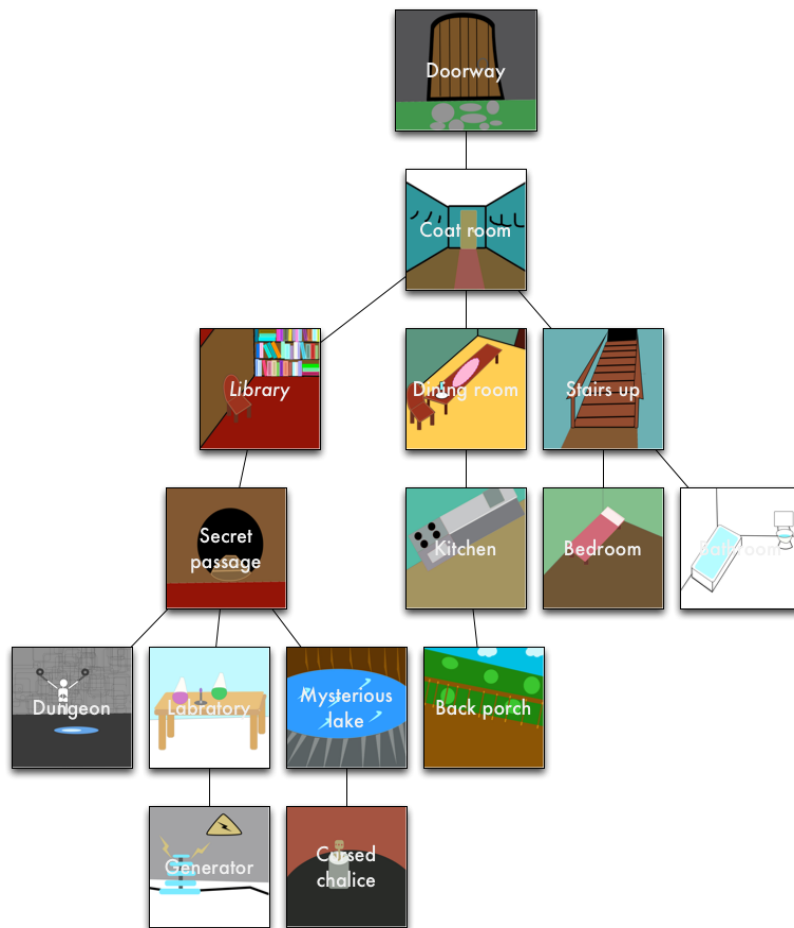 Doorway
Coat room
Library
Dining room
Stairs up
Secret
passage
Kitchen
Bedroom
Bathroom
Dungeon
Labratory
Mysterious
lake
Back porch
Generator
Cursed
chalice